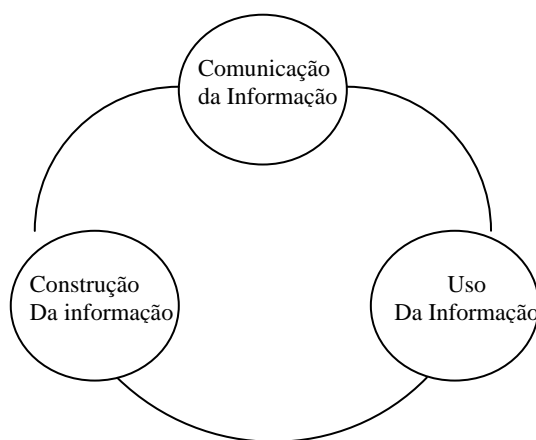 Comunicação
da Informação
Construção
Da informação
Uso
Da Informação